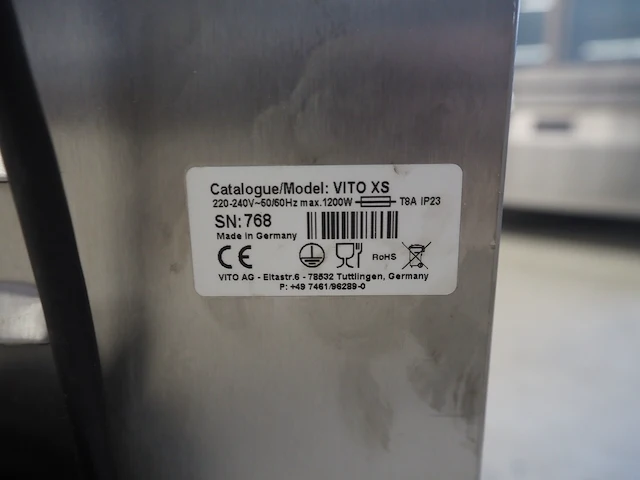 Catalogue/Model: VITO XS
220-240V~50/60Hz max.1200W T8A IP23
SN: 768
Made in Germany
CE RoHS
VITO AG - Eltastr.6 - 78532 Tuttlingen, Germany
P: +49 7461/96289-0